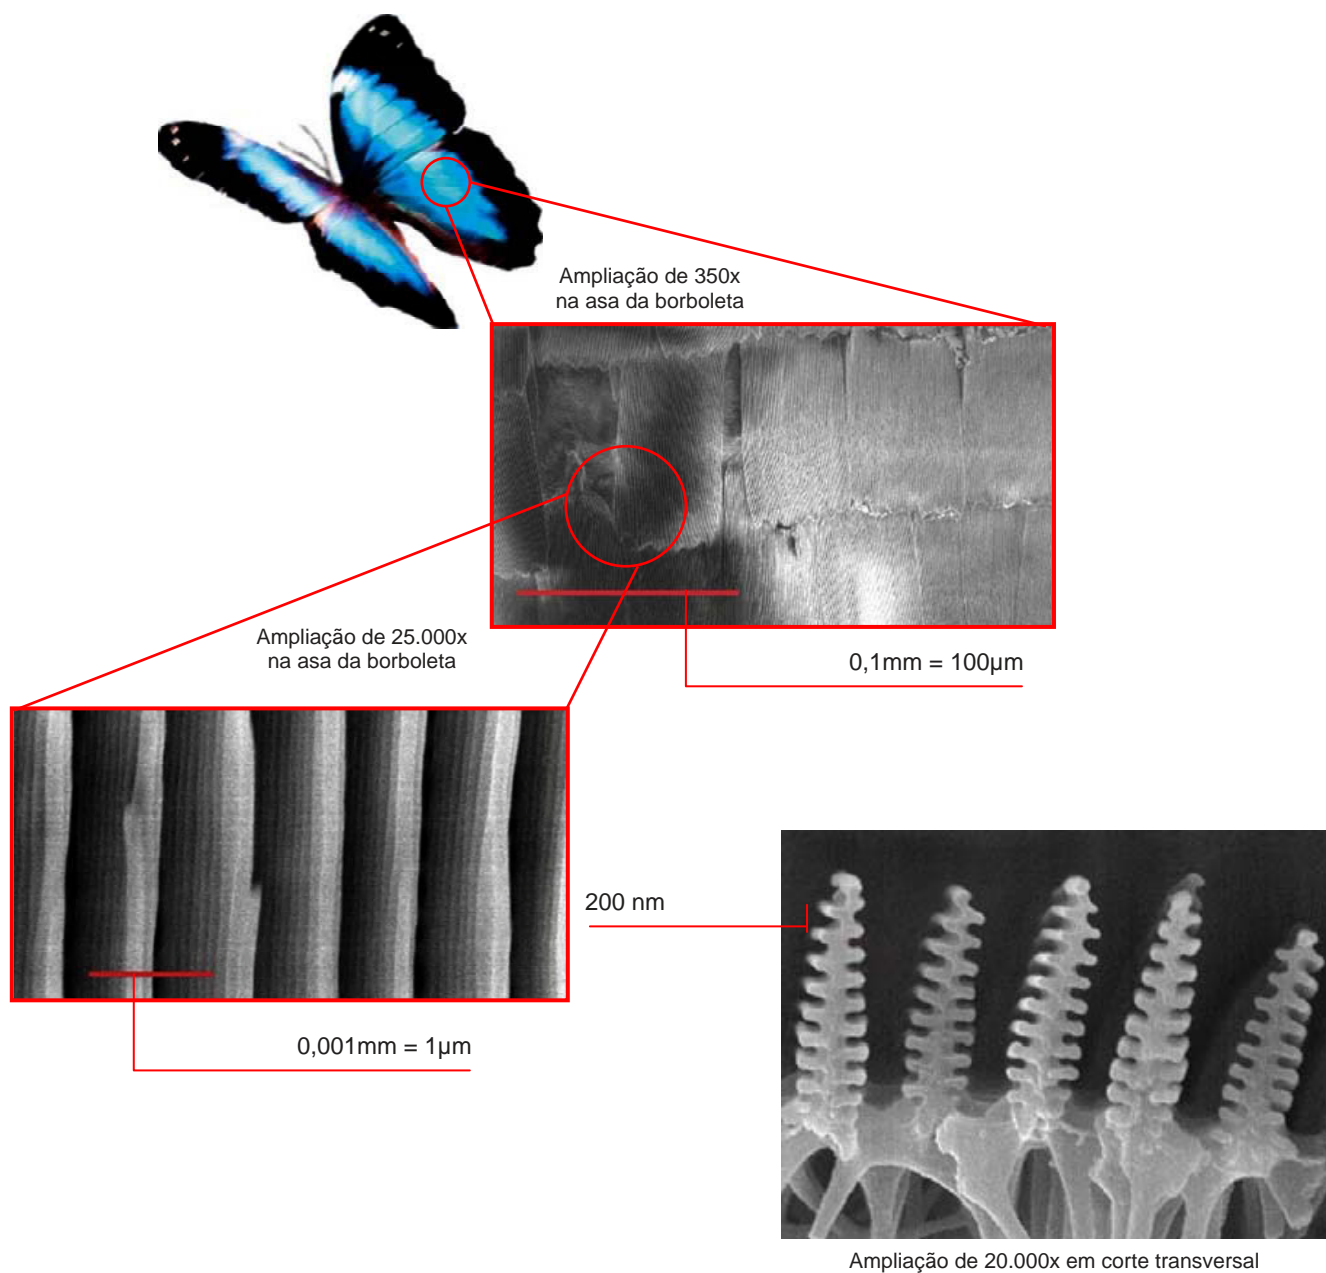 Ampliação de 350x
na asa da borboleta
Ampliação de 25.000x
na asa da borboleta
0,1mm = 100µm
200 nm
0,001mm = 1µm
Ampliação de 20.000x em corte transversal